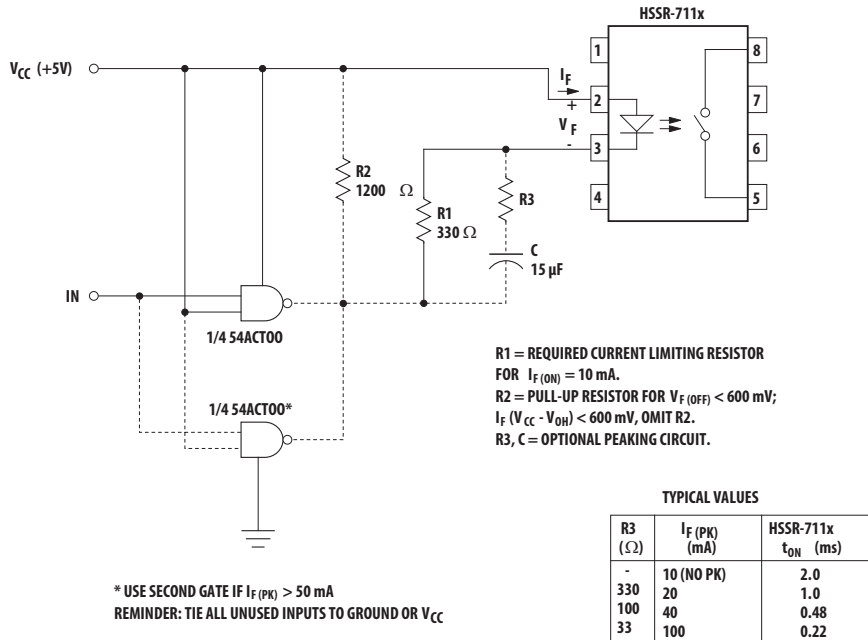 HSSR-711x
V_CC (+5V)
I_F
+
V_F
-
1
2
3
4
8
7
6
5
R2
1200 Ω
R1
330 Ω
R3
C
15 µF
IN
1/4 54ACTOO
1/4 54ACTOO*
R1 = REQUIRED CURRENT LIMITING RESISTOR
FOR I_F (ON) = 10 mA.
R2 = PULL-UP RESISTOR FOR V_F (OFF) < 600 mV;
I_F (V_CC - V_OH) < 600 mV, OMIT R2.
R3, C = OPTIONAL PEAKING CIRCUIT.
* USE SECOND GATE IF I_F (PK) > 50 mA
REMINDER: TIE ALL UNUSED INPUTS TO GROUND OR V_CC
TYPICAL VALUES
R3 (Ω) I_F (PK) (mA) HSSR-711x t_ON (ms)
- 10 (NO PK) 2.0
330 20 1.0
100 40 0.48
33 100 0.22